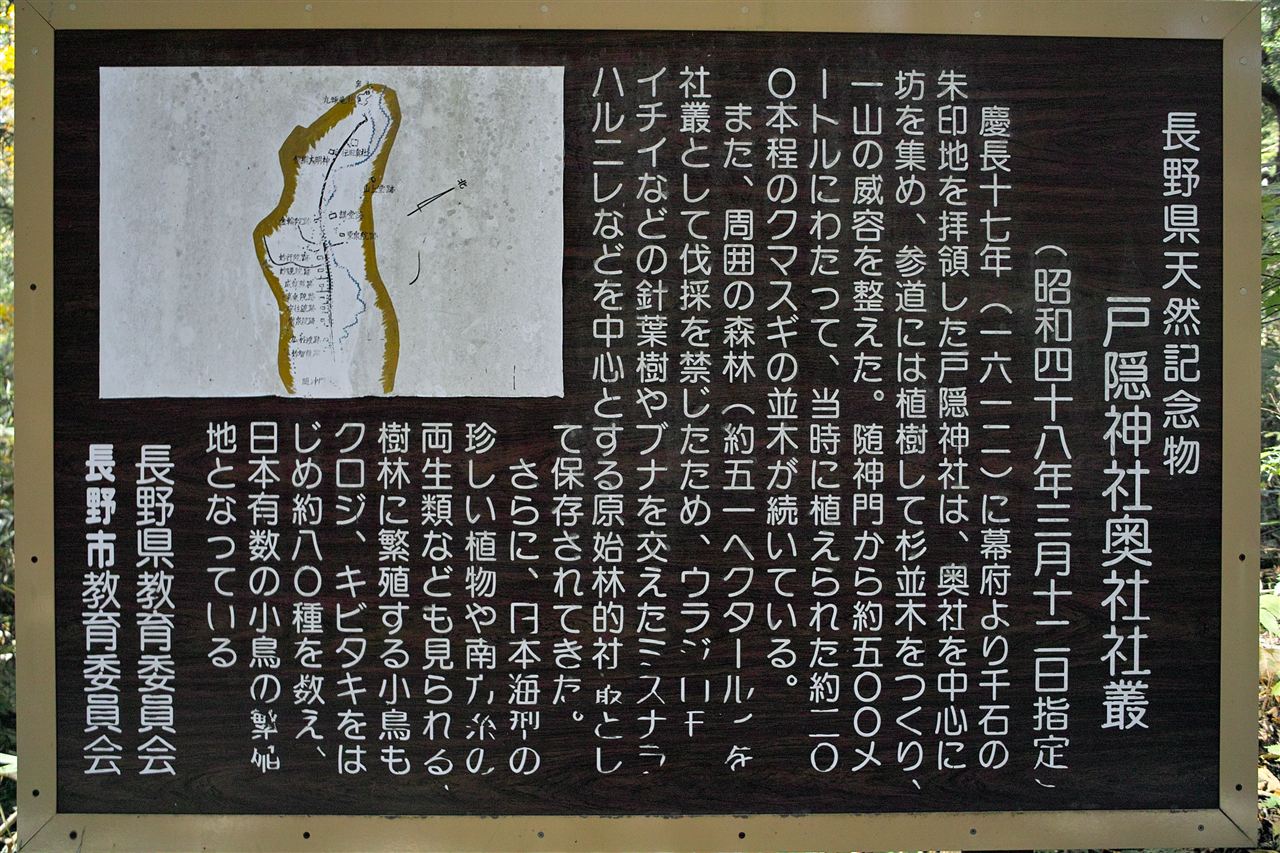 長野県天然記念物
戸隠神社奥社社叢
（昭和四十八年三月十二日指定）
慶長十七年（一六一二）に幕府より千石の
朱印地を拝領した戸隠神社は、奥社を中心に
坊を集め、参道には植樹して杉並木をつくり、
一山の威容を整えた。随神門から約五〇〇メ
ートルにわたって、当時に植えられた約二〇
〇本程のクマスギの並木が続いている。
また、周囲の森林（約五一ヘクタール）を
社叢として伐採を禁じたため、ウラジロモミ
イチイなどの針葉樹やブナを交えたミズナラ
ハルニレなどを中心とする原始林的社叢とし
て保存されてきた。
さらに、日本海型の
珍しい植物や南方系の
両生類なども見られる、
樹林に繁殖する小鳥も
クロジ、キビタキをは
じめ約八〇種を数え、
日本有数の小鳥の繁殖
地となっている
長野県教育委員会
長野市教育委員会
山上堂跡
講堂跡
北